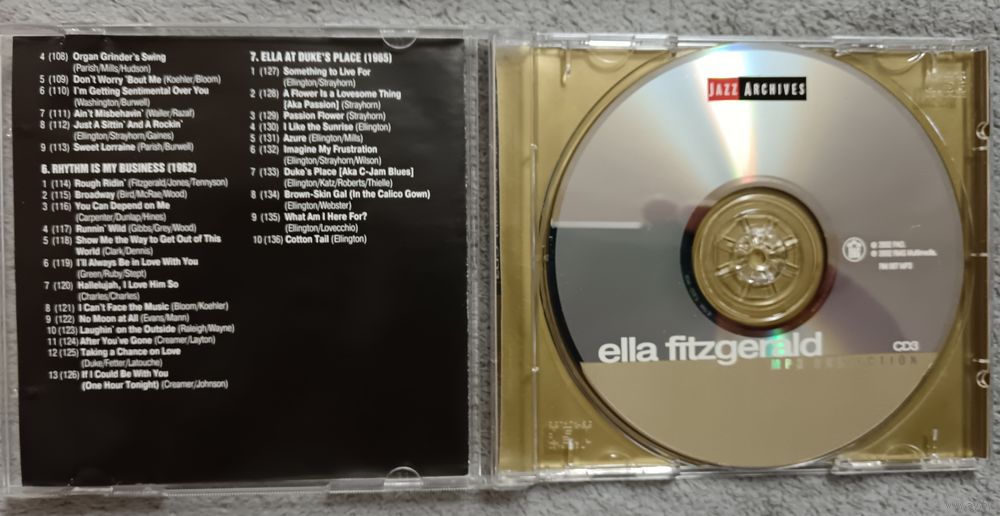 4 (108) Organ Grinder's Swing
(Parish/Mills/Hudson)
5 (109) Don't Worry 'Bout Me (Koehler/Bloom)
6 (110) I'm Getting Sentimental Over You
(Washington/Burwell)
7 (111) Ain't Misbehavin' (Waller/Razaf)
8 (112) Just A Sittin' And A Rockin'
(Ellington/Strayhorn/Gaines)
9 (113) Sweet Lorraine (Parish/Burwell)
6. RHYTHM IS MY BUSINESS (1962)
1 (114) Rough Ridin' (Fitzgerald/Jones/Tennyson)
2 (115) Broadway (Bird/McRae/Wood)
3 (116) You Can Depend on Me
(Carpenter/Dunlap/Hines)
4 (117) Runnin' Wild (Gibbs/Grey/Wood)
5 (118) Show Me the Way to Get Out of This
World (Clark/Dennis)
6 (119) I'll Always Be in Love With You
(Green/Ruby/Stept)
7 (120) Hallelujah, I Love Him So
(Charles/Charles)
8 (121) I Can't Face the Music (Bloom/Koehler)
9 (122) No Moon at All (Evans/Mann)
10 (123) Laughin' on the Outside (Raleigh/Wayne)
11 (124) After You've Gone (Creamer/Layton)
12 (125) Taking a Chance on Love
(Duke/Fetter/Latouche)
13 (126) If I Could Be With You
(One Hour Tonight) (Creamer/Johnson)
7. ELLA AT DUKE'S PLACE (1965)
1 (127) Something to Live For
(Ellington/Strayhorn)
2 (128) A Flower Is a Lovesome Thing
[Aka Passion] (Strayhorn)
3 (129) Passion Flower (Strayhorn)
4 (130) I Like the Sunrise (Ellington)
5 (131) Azure (Ellington/Mills)
6 (132) Imagine My Frustration
(Ellington/Strayhorn/Wilson)
7 (133) Duke's Place [Aka C-Jam Blues]
(Ellington/Katz/Roberts/Thielle)
8 (134) Brown-Skin Gal (In the Calico Gown)
(Ellington/Webster)
9 (135) What Am I Here For?
(Ellington/Lovecchio)
10 (136) Cotton Tail (Ellington)
JAZZ ARCHIVES
© 2002 RMG Multimedia.
ella fitzgerald
CD3
MP3 COLLECTION